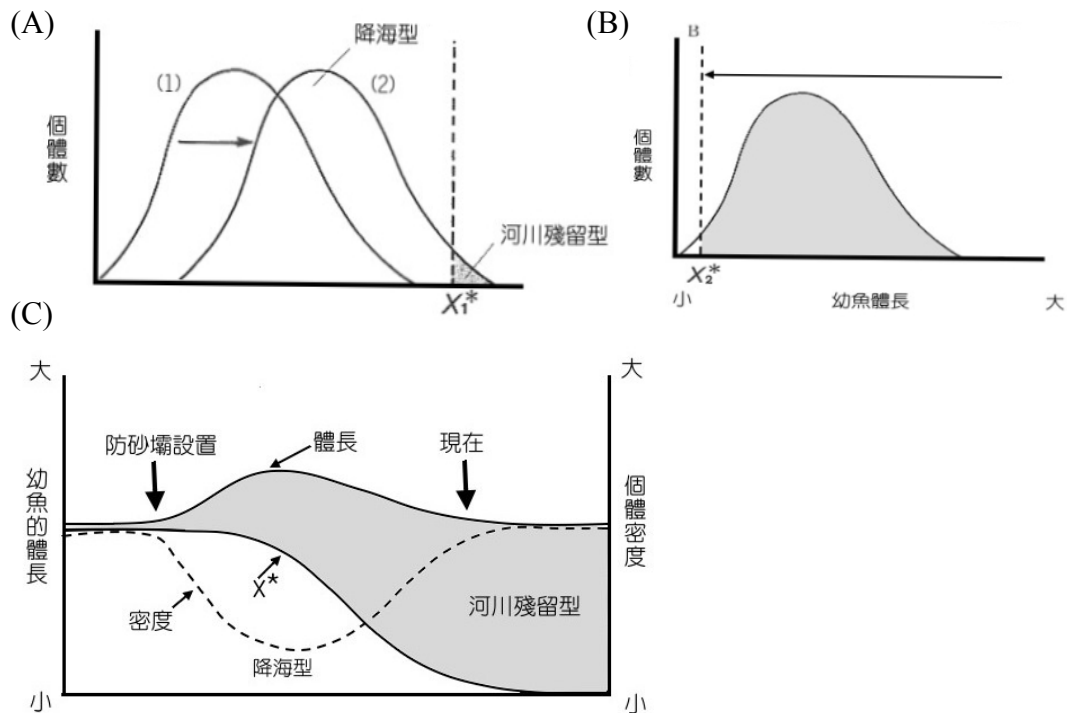 (A)
降海型
(1)
(2)
個體數
河川殘留型
X₁*
(B)
B
個體數
X₂*
小
幼魚體長
大
(C)
大
大
防砂壩設置
體長
現在
幼魚的體長
個體密度
X*
密度
河川殘留型
降海型
小
小